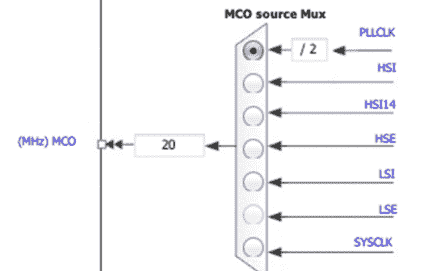 MCO source Mux
PLLCLK
/ 2
HSI
HSI14
(MHz) MCO
20
HSE
LSI
LSE
SYSCLK